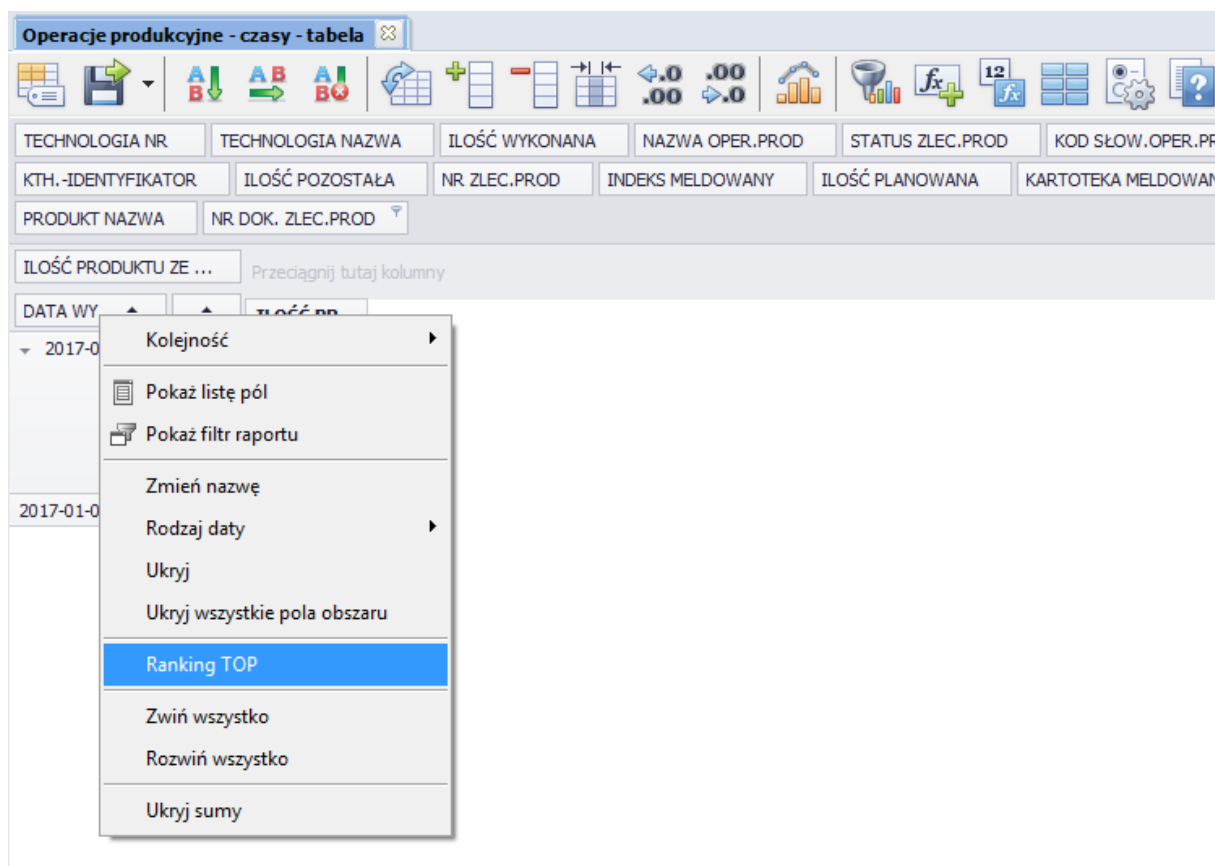 Operacje produkcyjne - czasy - tabela
TECHNOLOGIA NR TECHNOLOGIA NAZWA ILOŚĆ WYKONANA NAZWA OPER.PROD STATUS ZLEC.PROD KOD SŁOW.OPER.PR
KTH.-IDENTYFIKATOR ILOŚĆ POZOSTAŁA NR ZLEC.PROD INDEKS MELDOWANY ILOŚĆ PLANOWANA KARTOTEKA MELDOWAN
PRODUKT NAZWA NR DOK. ZLEC.PROD
ILOŚĆ PRODUKTU ZE ... Przeciągnij tutaj kolumny
DATA WY ILOŚĆ PR
2017-0
Kolejność
Pokaż listę pól
Pokaż filtr raportu
Zmień nazwę
2017-01-0
Rodzaj daty
Ukryj
Ukryj wszystkie pola obszaru
Ranking TOP
Zwiń wszystko
Rozwiń wszystko
Ukryj sumy